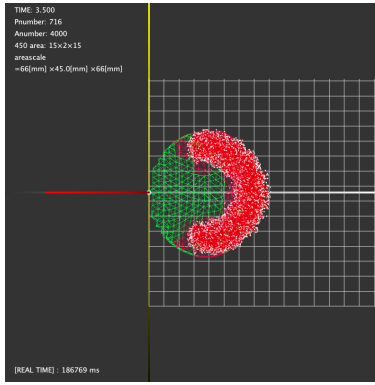 TIME: 3.500
Pnumber: 716
Anumber: 4000
450 area: 15×2×15
areascale
=66[mm] ×45.0[mm] ×66[mm]
[REAL TIME] : 186769 ms